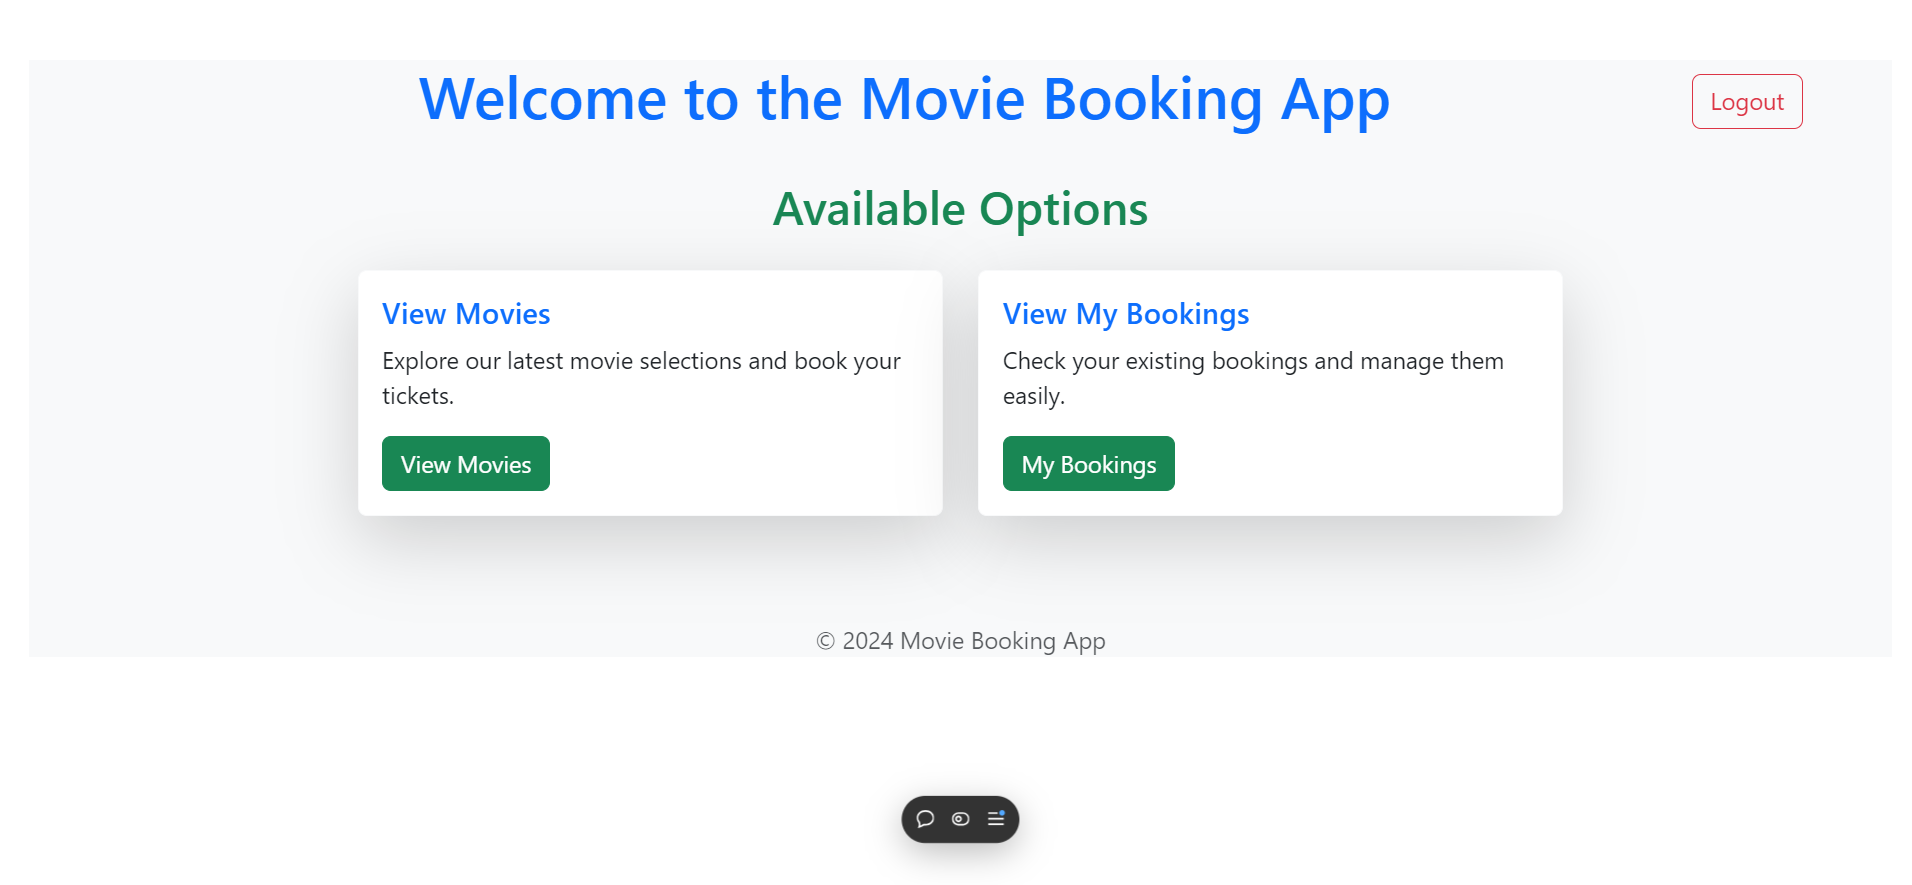 Welcome to the Movie Booking App
Logout
Available Options
View Movies
Explore our latest movie selections and book your
tickets.
View Movies
View My Bookings
Check your existing bookings and manage them
easily.
My Bookings
© 2024 Movie Booking App